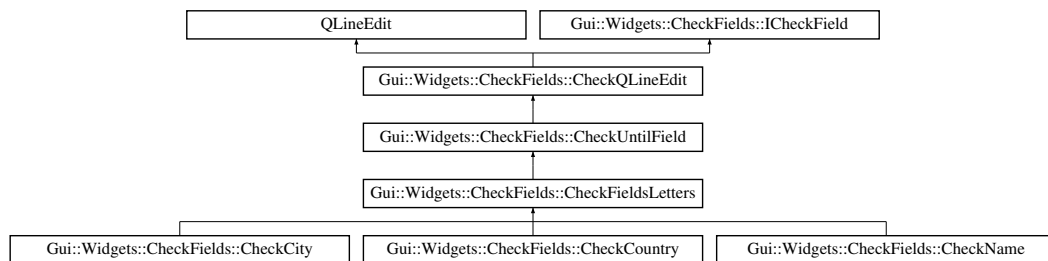 QLineEdit
Gui::Widgets::CheckFields::ICheckField
Gui::Widgets::CheckFields::CheckQLineEdit
Gui::Widgets::CheckFields::CheckUntilField
Gui::Widgets::CheckFields::CheckFieldsLetters
Gui::Widgets::CheckFields::CheckCity
Gui::Widgets::CheckFields::CheckCountry
Gui::Widgets::CheckFields::CheckName